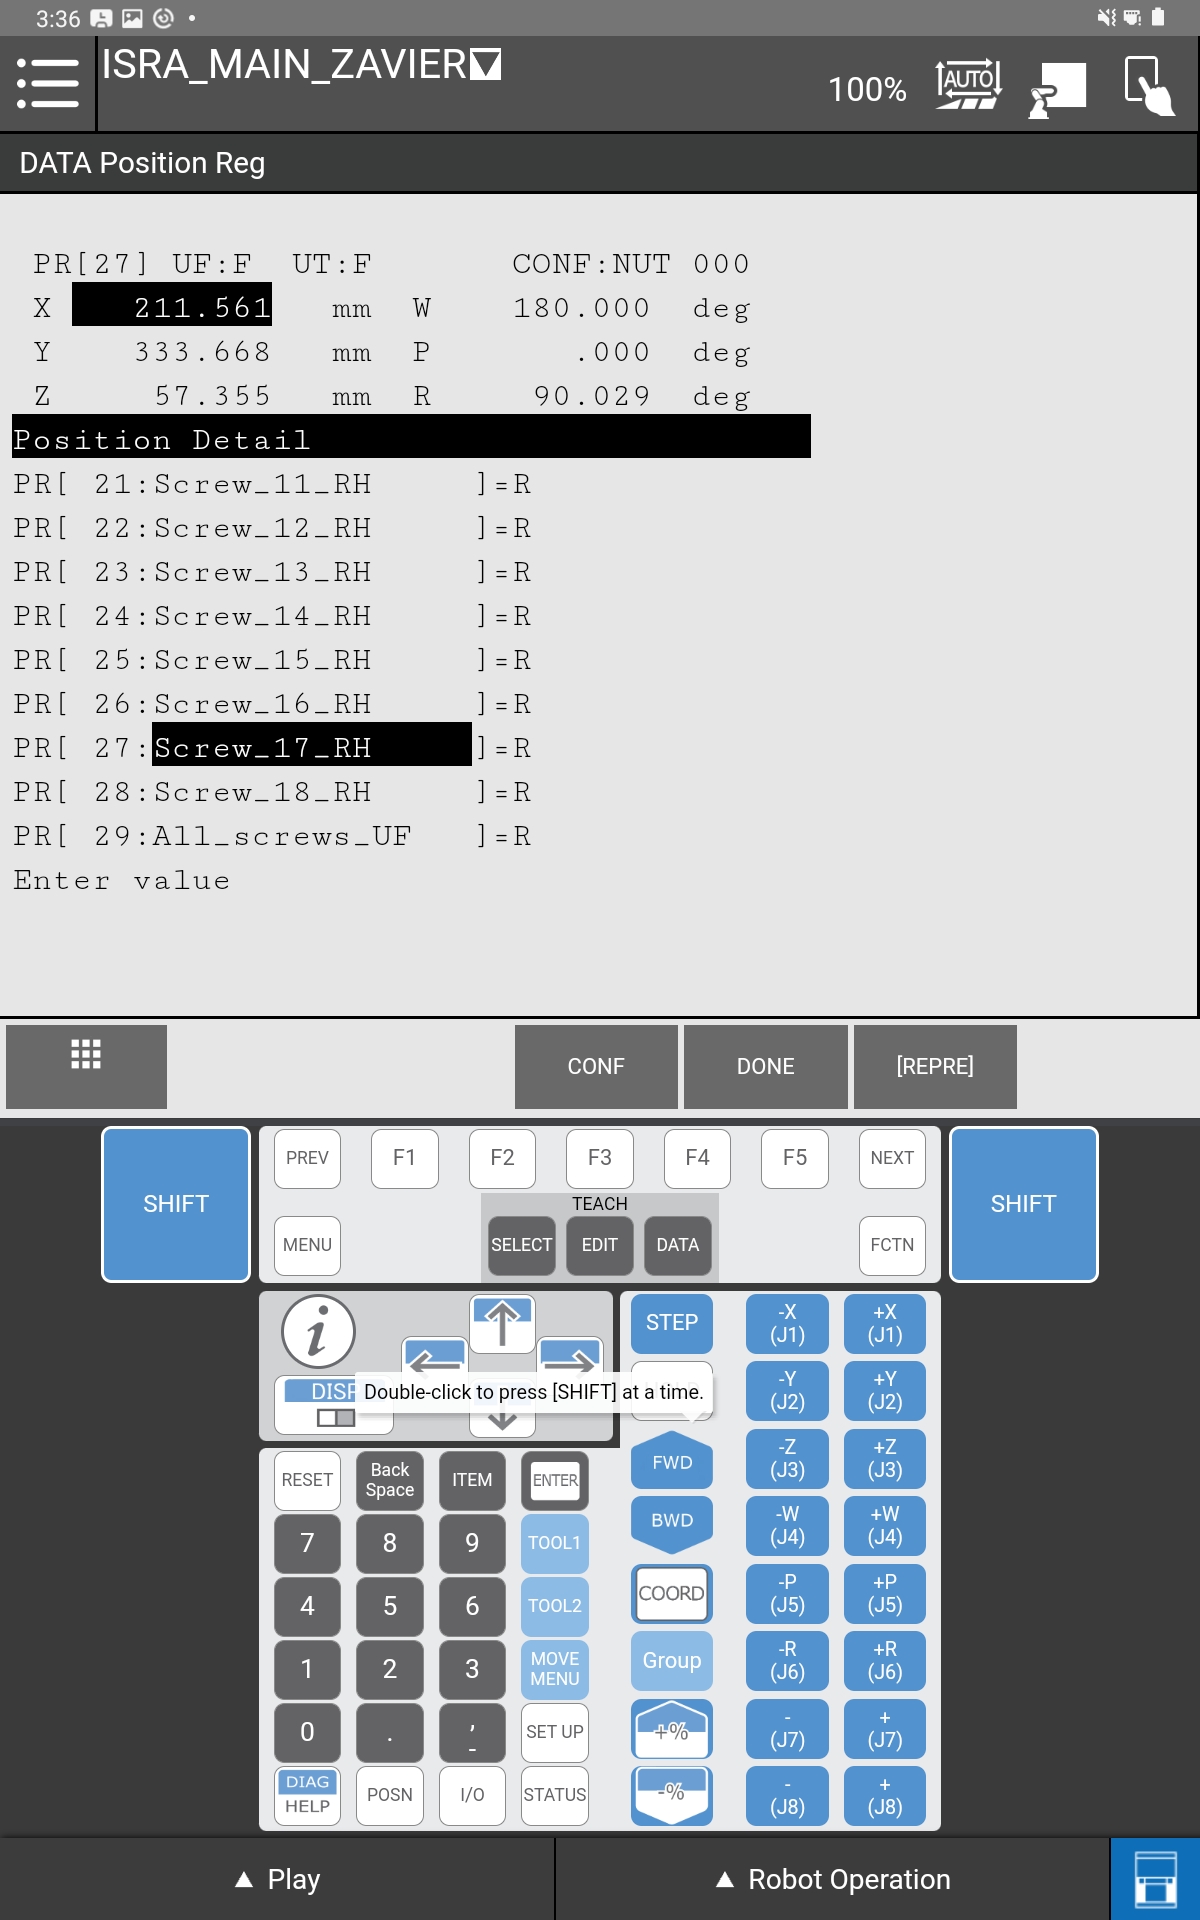 3:36
ISRA_MAIN_ZAVIER
100% AUTO
DATA Position Reg
PR[27] UF:F UT:F CONF:NUT 000
X 211.561 mm W 180.000 deg
Y 333.668 mm P .000 deg
Z 57.355 mm R 90.029 deg
Position Detail
PR[ 21:Screw_11_RH ]=R
PR[ 22:Screw_12_RH ]=R
PR[ 23:Screw_13_RH ]=R
PR[ 24:Screw_14_RH ]=R
PR[ 25:Screw_15_RH ]=R
PR[ 26:Screw_16_RH ]=R
PR[ 27:Screw_17_RH ]=R
PR[ 28:Screw_18_RH ]=R
PR[ 29:All_screws_UF ]=R
Enter value
CONF DONE [REPRE]
SHIFT PREV F1 F2 F3 F4 F5 NEXT SHIFT
TEACH
MENU SELECT EDIT DATA FCTN
i
STEP -X (J1) +X (J1)
DISP Double-click to press [SHIFT] at a time. -Y (J2) +Y (J2)
FWD -Z (J3) +Z (J3)
RESET Back Space ITEM ENTER
BWD -W (J4) +W (J4)
7 8 9 TOOL1
COORD -P (J5) +P (J5)
4 5 6 TOOL2
Group -R (J6) +R (J6)
1 2 3 MOVE MENU
+% - (J7) + (J7)
0 . , - SET UP
-% - (J8) + (J8)
DIAG HELP POSN I/O STATUS
Play Robot Operation